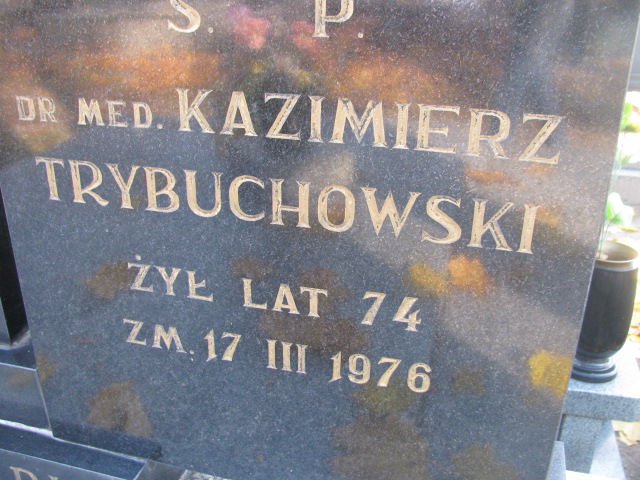 S. P.
DR MED. KAZIMIERZ
TRYBUCHOWSKI
ŻYŁ LAT 74
ZM. 17 III 1976